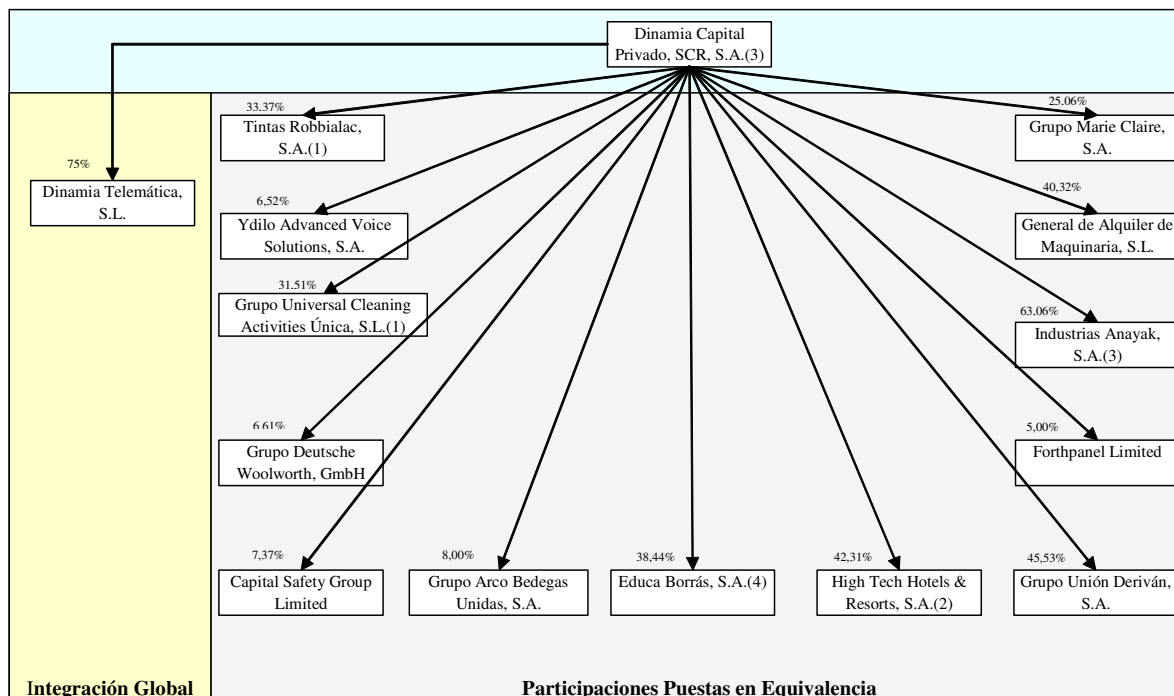 Dinamia Capital
Privado, SCR, S.A.(3)
33.37%
Tintas Robbialac,
S.A.(1)
25.06%
Grupo Marie Claire,
S.A.
75%
Dinamia Telemática,
S.L.
6,52%
Ydilo Advanced Voice
Solutions, S.A.
40,32%
General de Alquiler de
Maquinaria, S.L.
31.51%
Grupo Universal Cleaning
Activities Única, S.L.(1)
63,06%
Industrias Anayak,
S.A.(3)
6.61%
Grupo Deutsche
Woolworth, GmbH
5,00%
Forthpanel Limited
7,37%
Capital Safety Group
Limited
8,00%
Grupo Arco Bedegas
Unidas, S.A.
38,44%
Educa Borrás, S.A.(4)
42,31%
High Tech Hotels &
Resorts, S.A.(2)
45,53%
Grupo Unión Deriván,
S.A.
Integración Global
Participaciones Puestas en Equivalencia